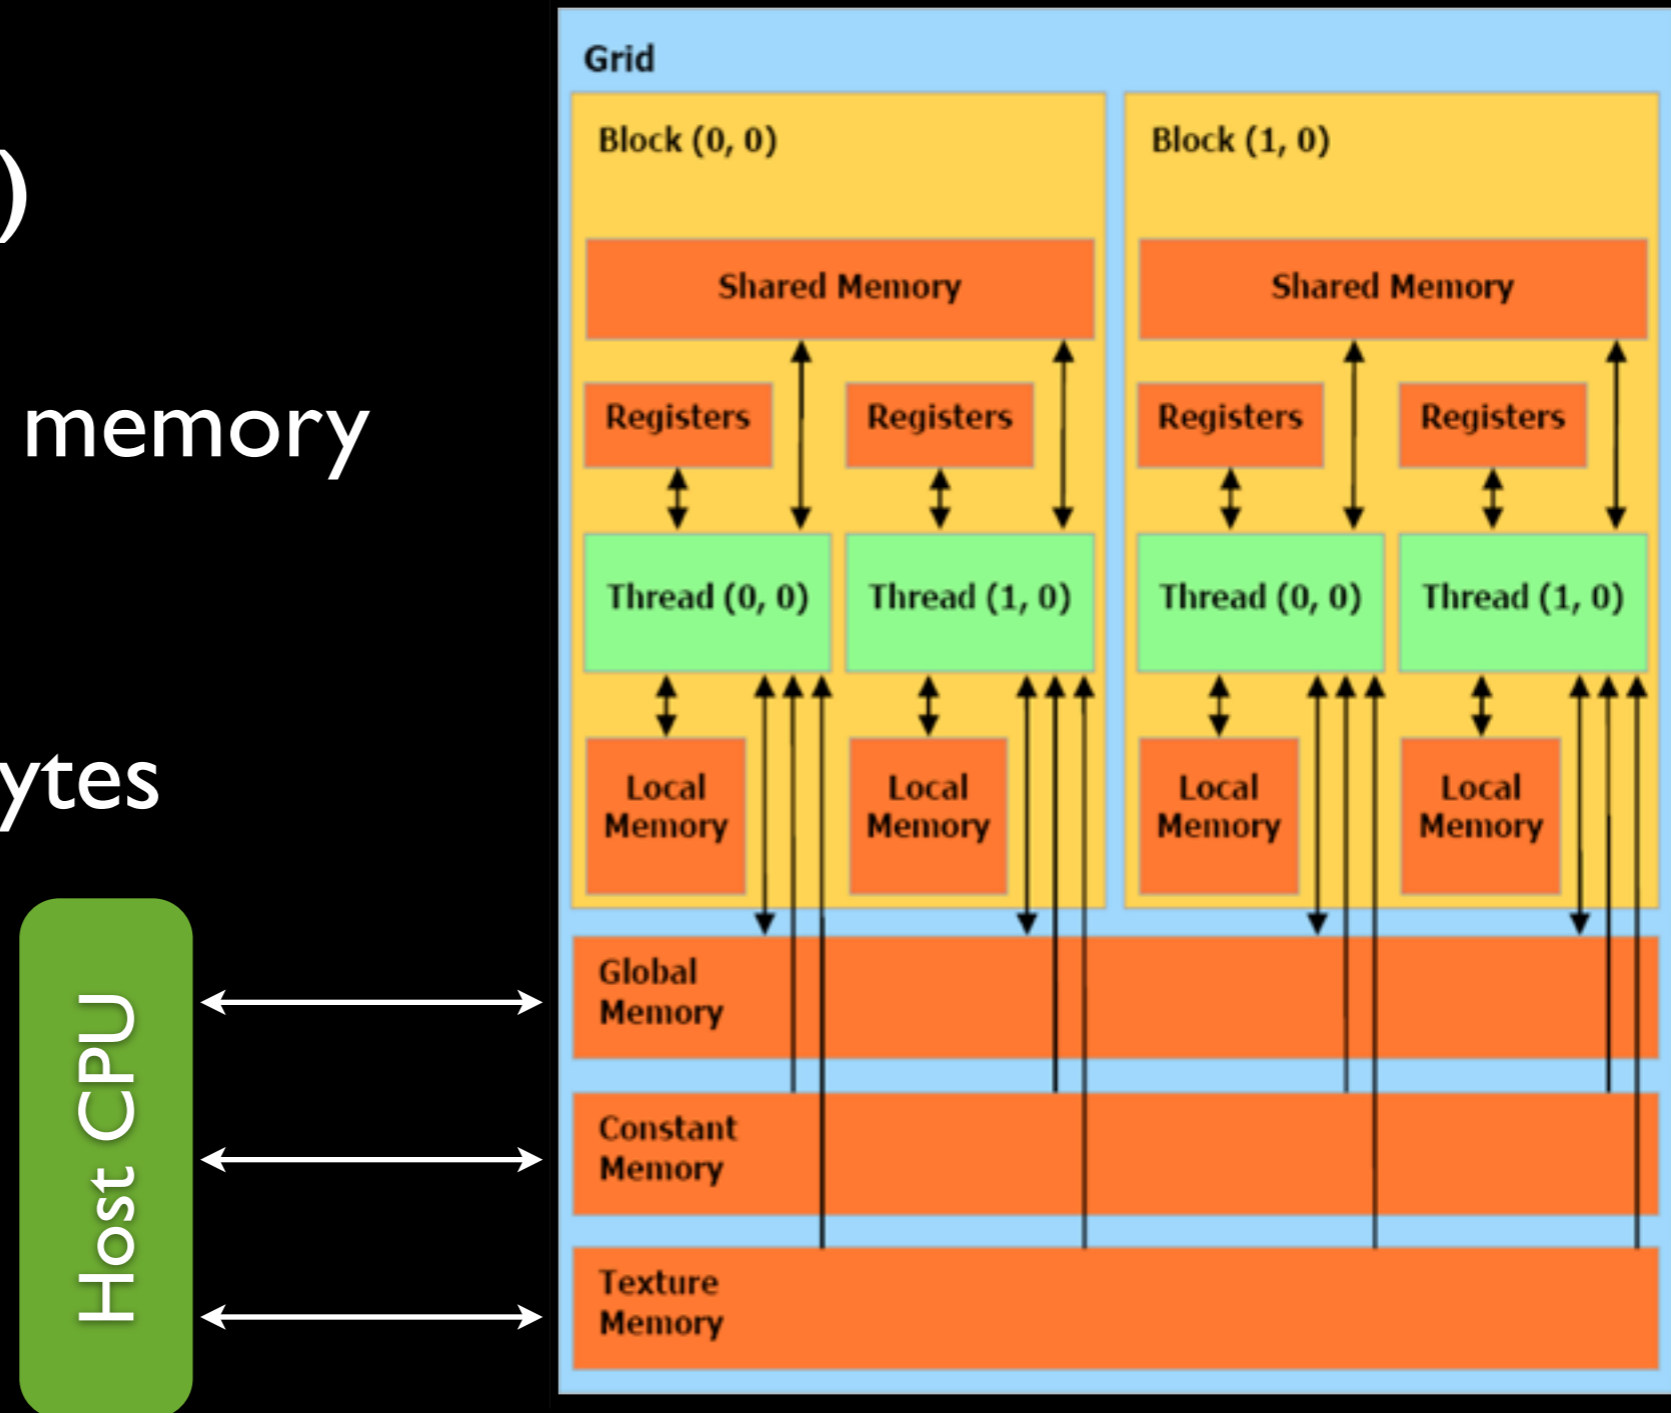 )
memory
ytes
Host CPU
Grid
Block (0, 0)
Shared Memory
Registers
Registers
Thread (0, 0)
Thread (1, 0)
Local
Memory
Local
Memory
Block (1, 0)
Shared Memory
Registers
Registers
Thread (0, 0)
Thread (1, 0)
Local
Memory
Local
Memory
Global
Memory
Constant
Memory
Texture
Memory